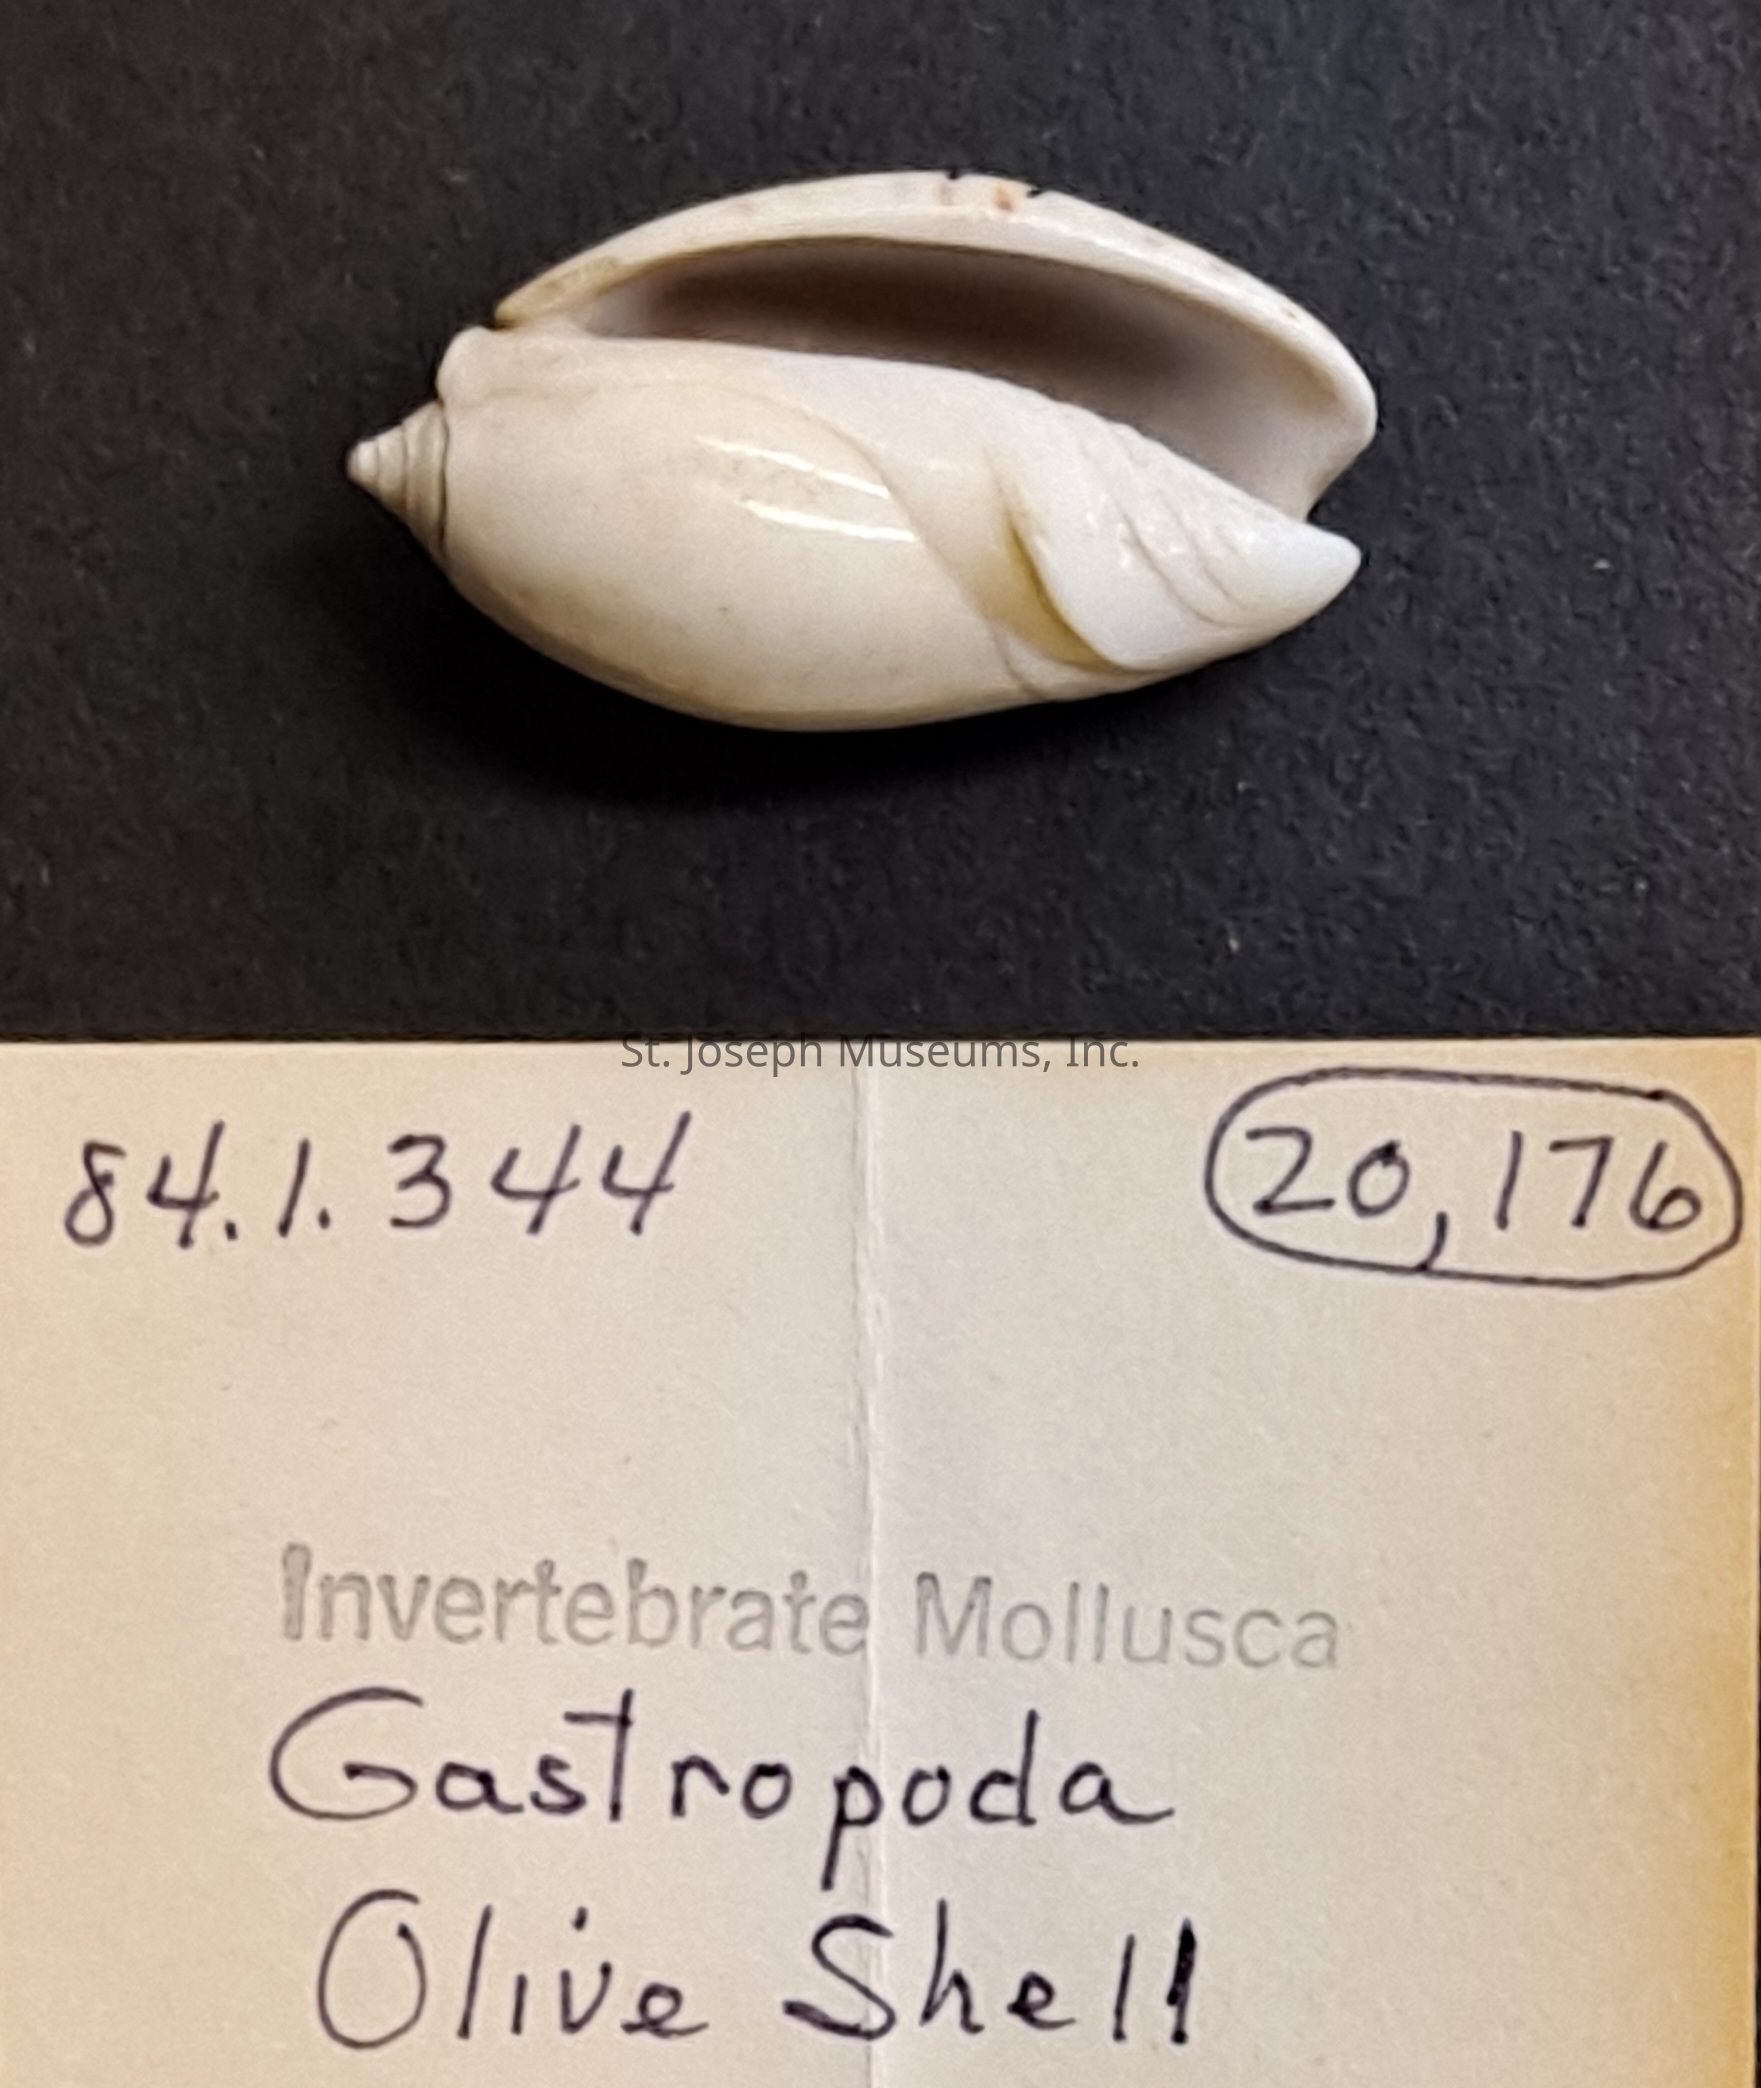 St. Joseph Museums, Inc.
84.1.344 20,176
Invertebrate Mollusca
Gastropoda
Olive Shell